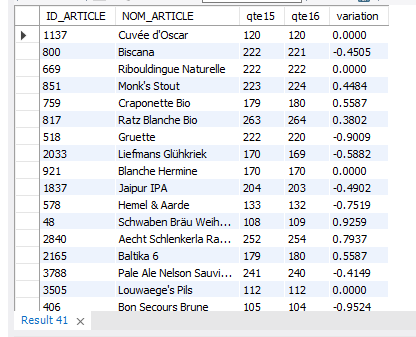 ID_ARTICLE NOM_ARTICLE qte15 qte16 variation
1137 Cuvée d'Oscar 120 120 0.0000
800 Biscana 222 221 -0.4505
669 Ribouldingue Naturelle 222 222 0.0000
851 Monk's Stout 223 224 0.4484
759 Craponette Bio 179 180 0.5587
817 Ratz Blanche Bio 263 264 0.3802
518 Gruette 222 220 -0.9009
2033 Liefmans Glühkriek 170 169 -0.5882
921 Blanche Hermine 170 170 0.0000
1837 Jaipur IPA 204 203 -0.4902
578 Hemel & Aarde 133 132 -0.7519
48 Schwaben Bräu Weih... 108 109 0.9259
2840 Aecht Schlenkerla Ra... 252 254 0.7937
2165 Baltika 6 179 180 0.5587
3788 Pale Ale Nelson Sauvi... 241 240 -0.4149
3505 Louwaege's Pils 112 112 0.0000
406 Bon Secours Brune 105 104 -0.9524
Result 41